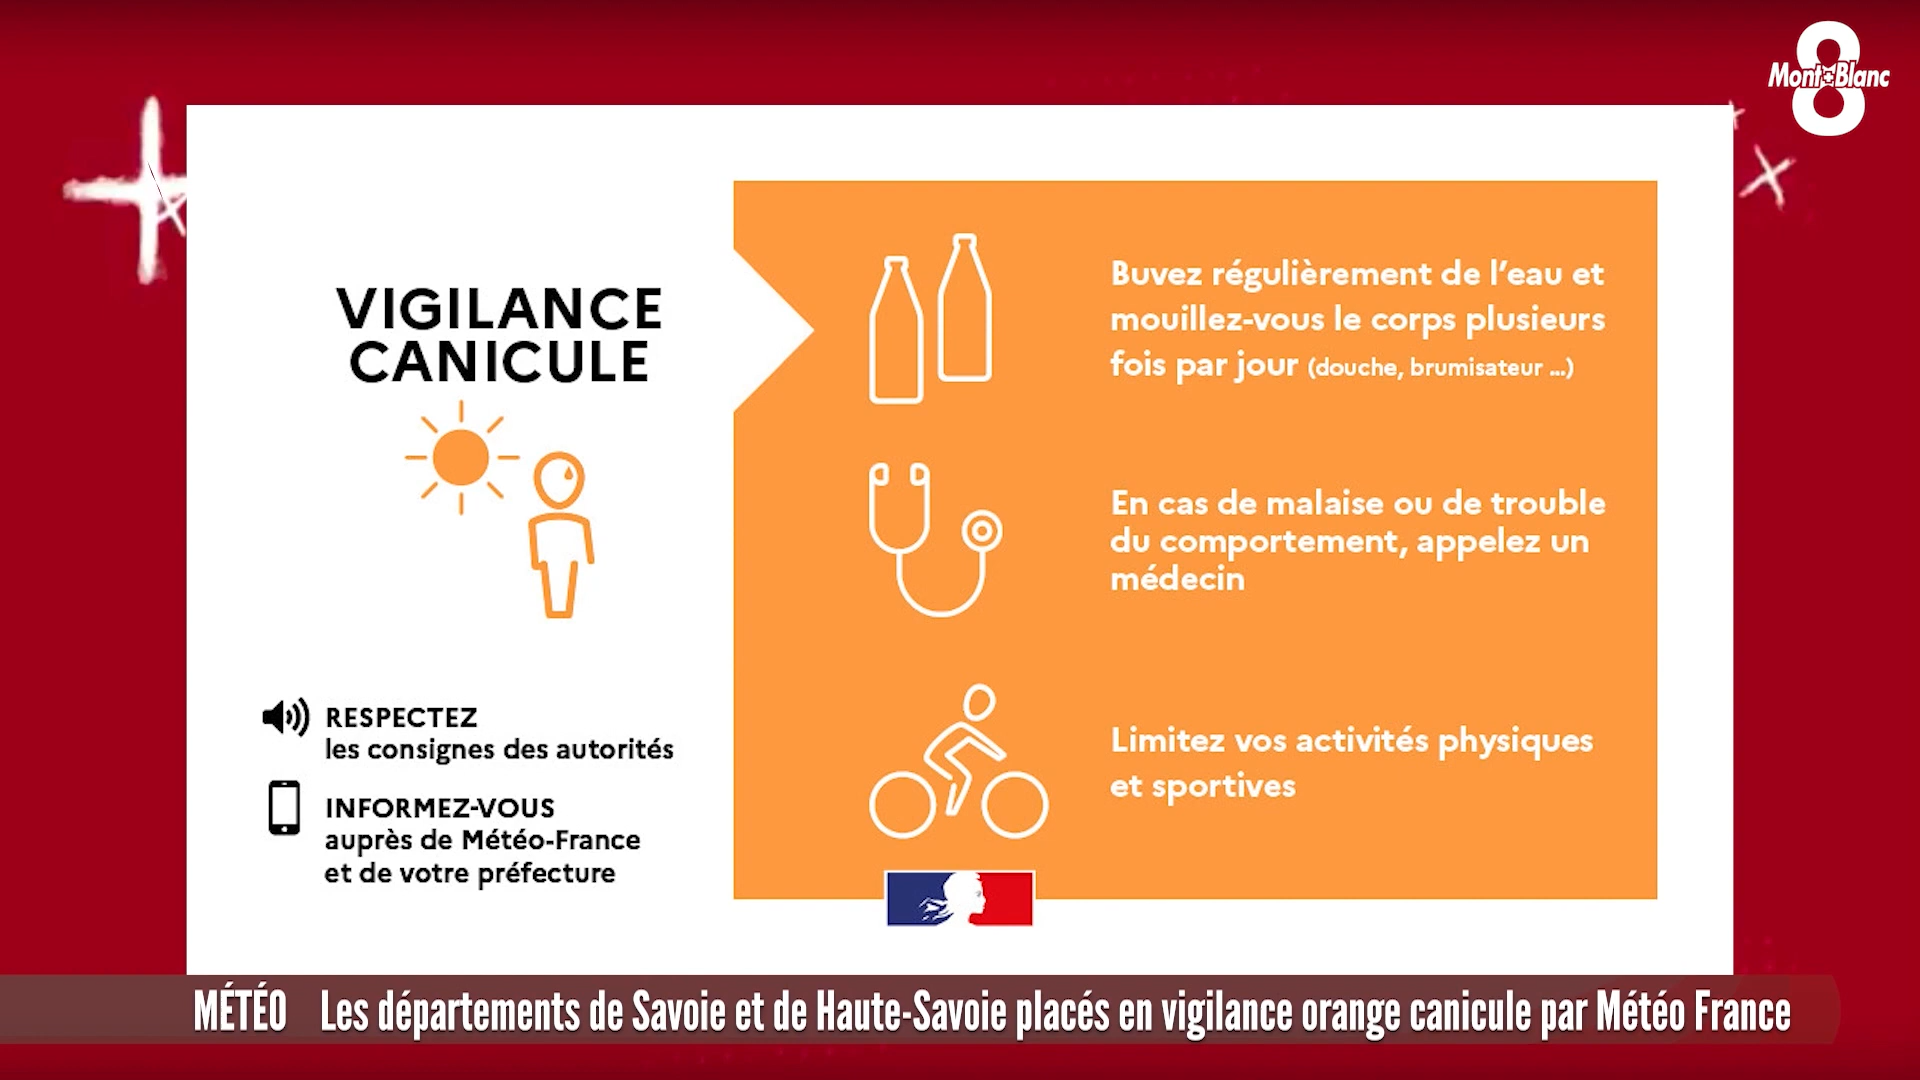 8
Mont-Blanc
VIGILANCE
CANICULE
Buvez régulièrement de l'eau et
mouillez-vous le corps plusieurs
fois par jour (douche, brumisateur ...)
En cas de malaise ou de trouble
du comportement, appelez un
médecin
Limitez vos activités physiques
et sportives
RESPECTEZ
les consignes des autorités
INFORMEZ-VOUS
auprès de Météo-France
et de votre préfecture
MÉTÉO Les départements de Savoie et de Haute-Savoie placés en vigilance orange canicule par Météo France